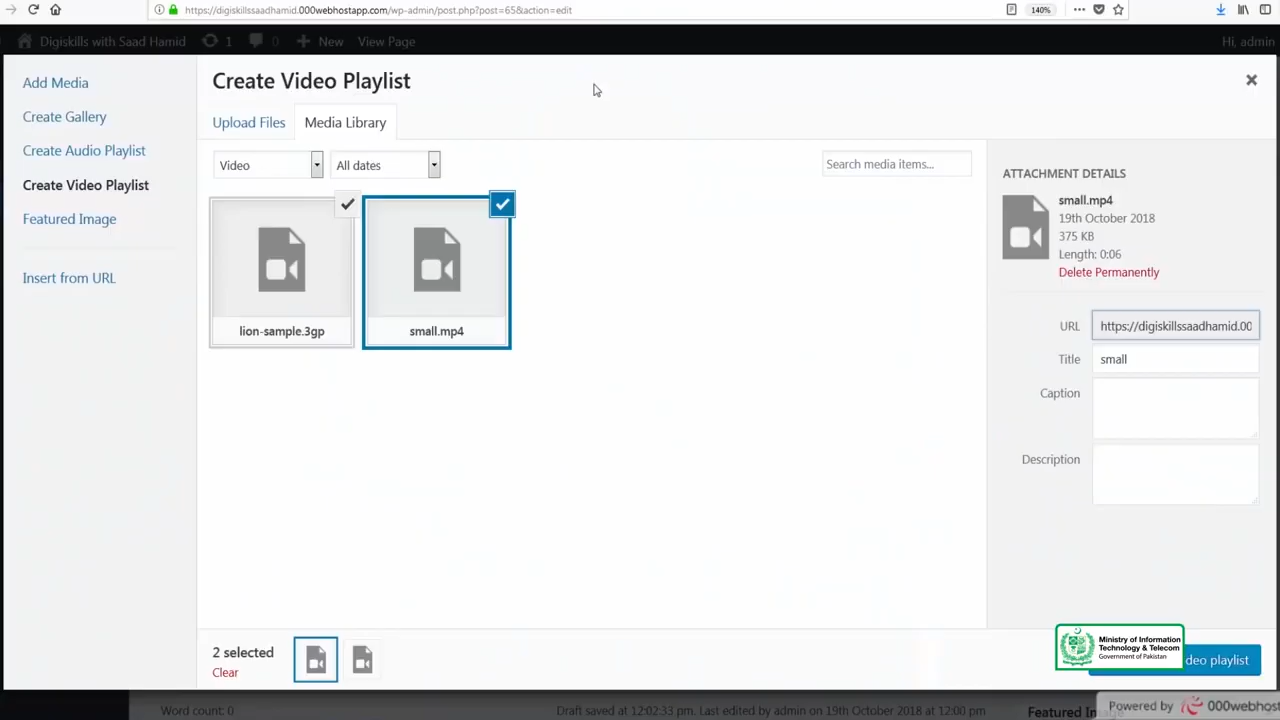 https://digiskillssaadhamid.000webhostapp.com/wp-admin/post.php?post=65&action=edit
140%
Digiskills with Saad Hamid 1 0 New View Page Hi, admin
Add Media
Create Gallery
Create Audio Playlist
Create Video Playlist
Featured Image
Insert from URL
Create Video Playlist
Upload Files
Media Library
Video
All dates
Search media items...
lion-sample.3gp
small.mp4
ATTACHMENT DETAILS
small.mp4
19th October 2018
375 KB
Length: 0:06
Delete Permanently
URL https://digiskillssaadhamid.00
Title small
Caption
Description
2 selected
Clear
Ministry of Information
Technology & Telecom
Government of Pakistan
deo playlist
Word count: 0
Draft saved at 12:02:33 pm. Last edited by admin on 19th October 2018 at 12:00 pm
Featured Imag
Powered by 000webhost